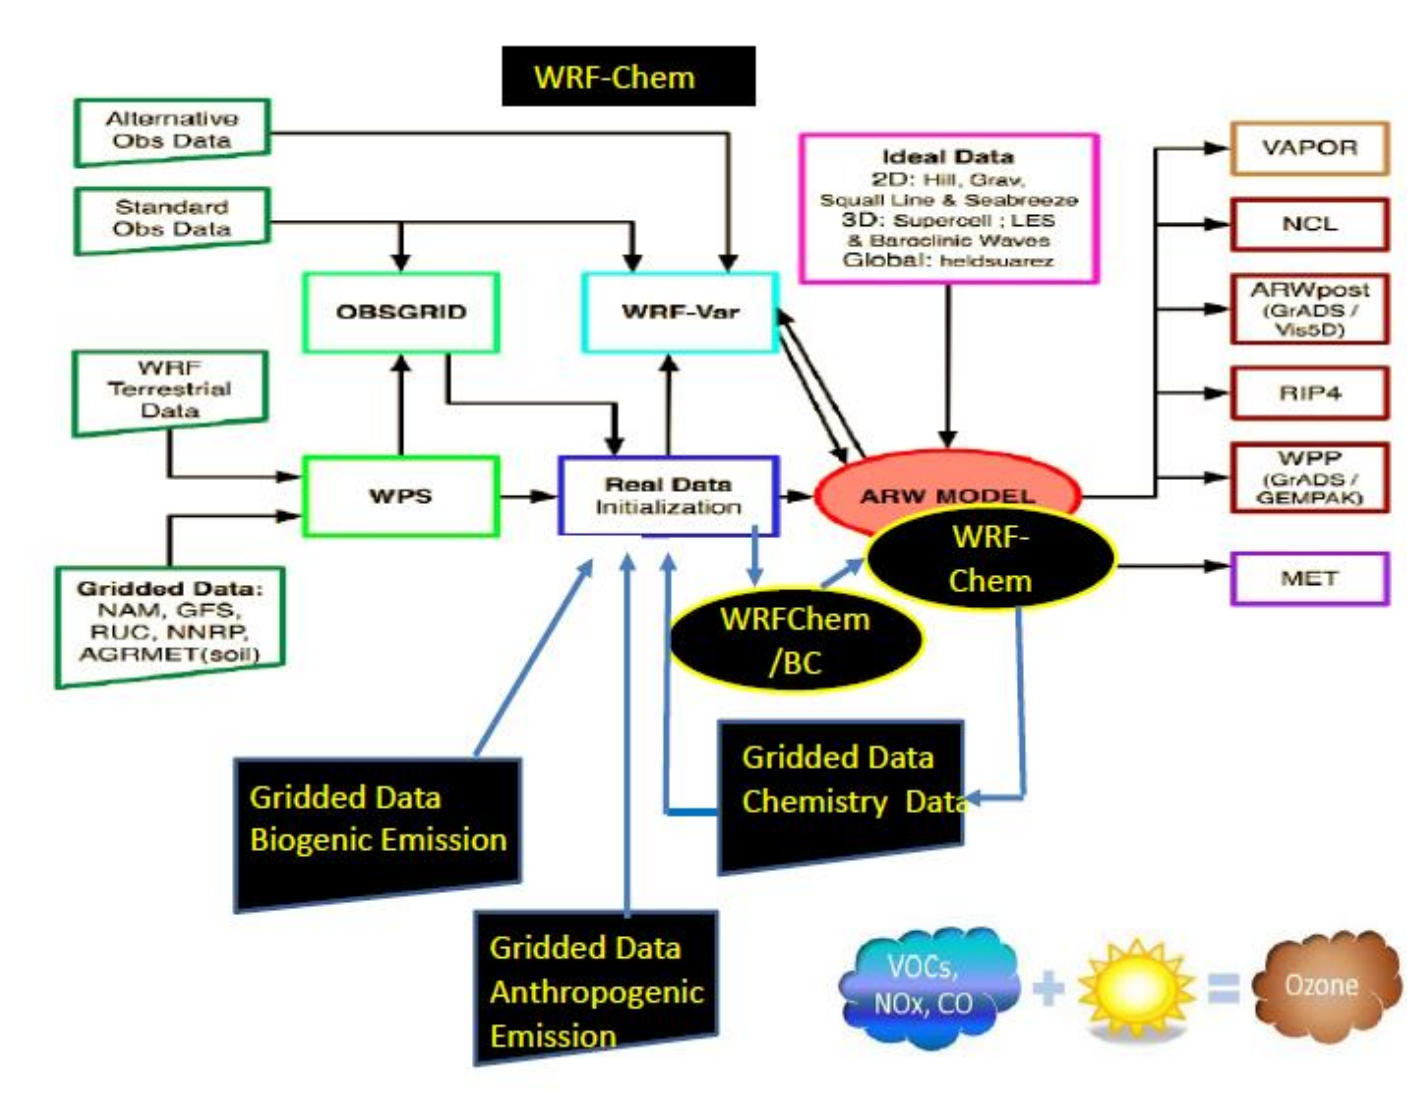 WRF-Chem
Alternative
Obs Data
Standard
Obs Data
Ideal Data
2D: Hill, Grav,
Squall Line & Seabreeze
3D: Supercell ; LES
& Baroclinic Waves
Global: heldsuarez
VAPOR
NCL
ARWpost
(GrADS /
Vis5D)
RIP4
WPP
(GrADS /
GEMPAK)
MET
OBSGRID
WRF-Var
WRF
Terrestrial
Data
WPS
Real Data
Initialization
ARW MODEL
WRF-
Chem
Gridded Data:
NAM, GFS,
RUC, NNRP,
AGRMET(soil)
WRFChem
/BC
Gridded Data
Chemistry Data
Gridded Data
Biogenic Emission
Gridded Data
Anthropogenic
Emission
VOCs,
NOx, CO
+
=
Ozone